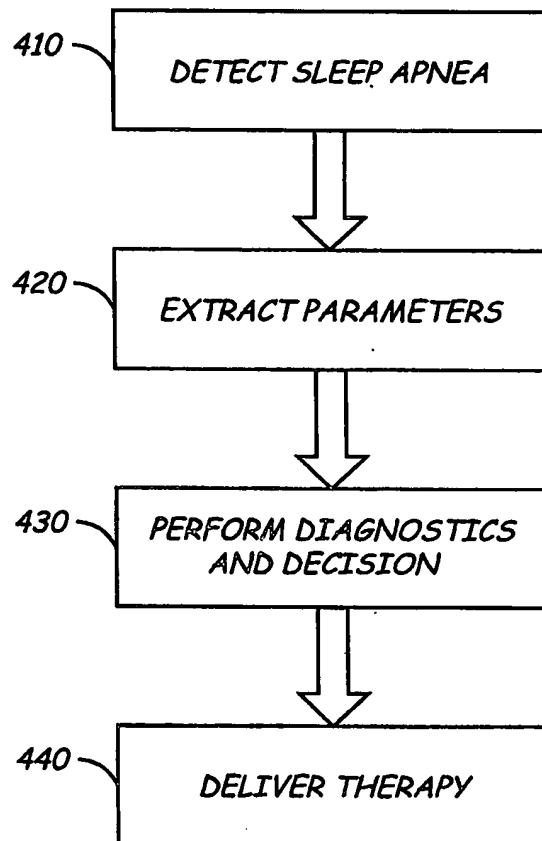 410
DETECT SLEEP APNEA
420
EXTRACT PARAMETERS
430
PERFORM DIAGNOSTICS
AND DECISION
440
DELIVER THERAPY